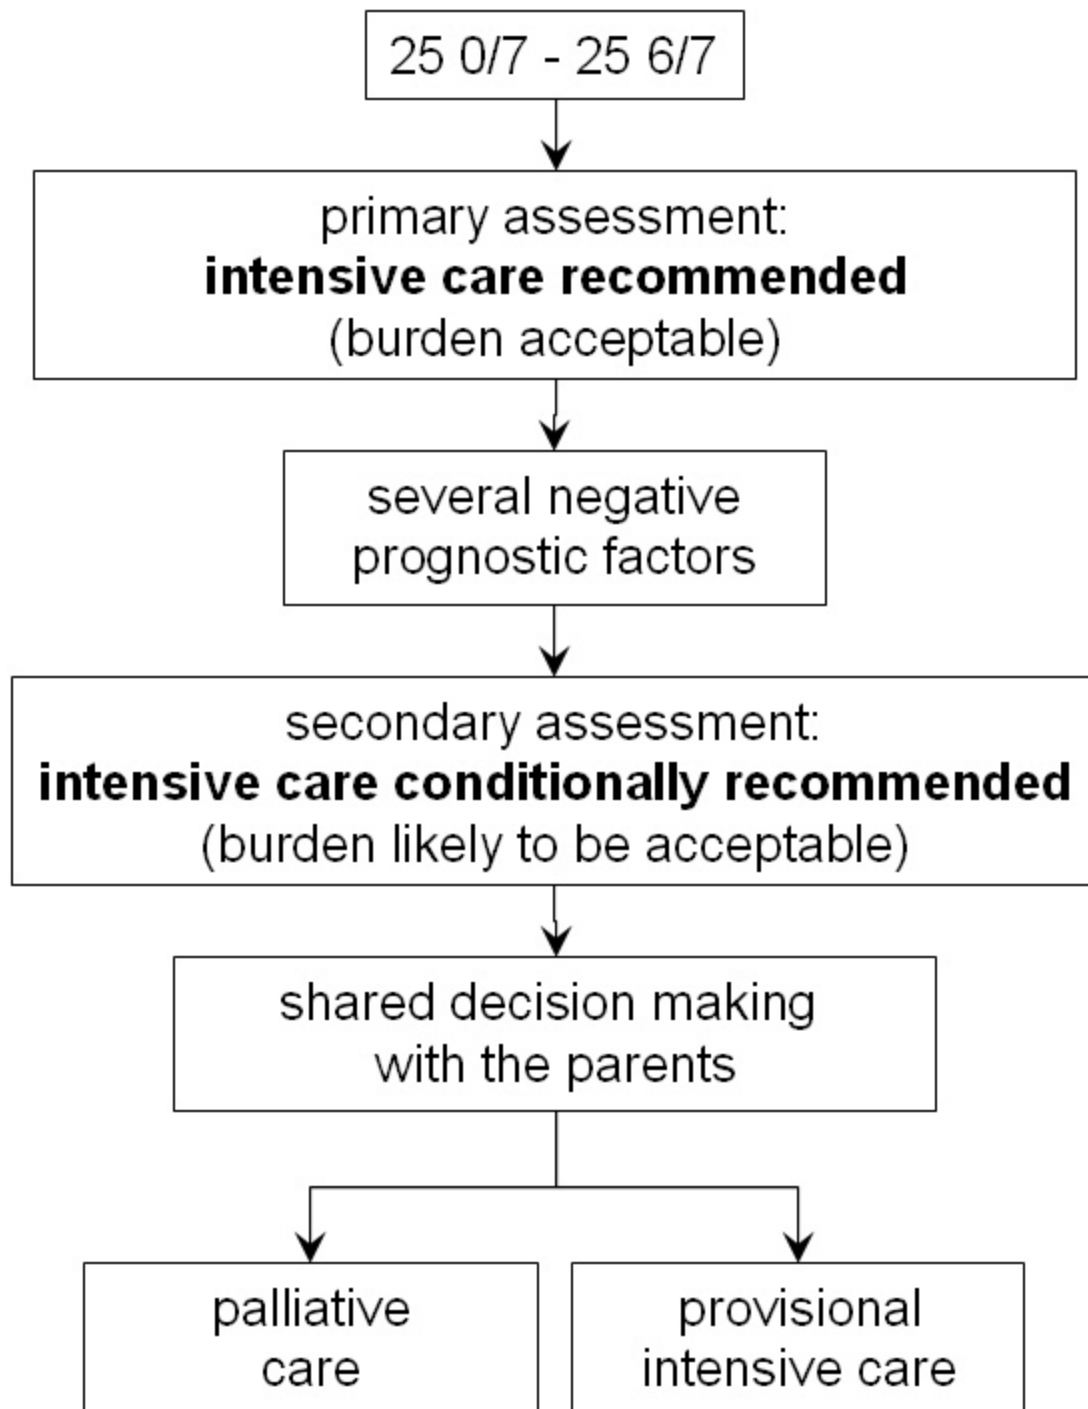 25 0/7 - 25 6/7
primary assessment:
intensive care recommended
(burden acceptable)
several negative
prognostic factors
secondary assessment:
intensive care conditionally recommended
(burden likely to be acceptable)
shared decision making
with the parents
palliative
care
provisional
intensive care